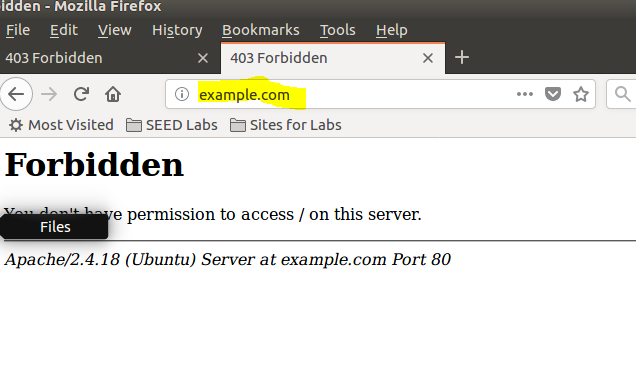 idden - Mozilla Firefox
File Edit View History Bookmarks Tools Help
403 Forbidden × 403 Forbidden × +
example.com
Most Visited SEED Labs Sites for Labs
Forbidden
You don't have permission to access / on this server.
Files
Apache/2.4.18 (Ubuntu) Server at example.com Port 80